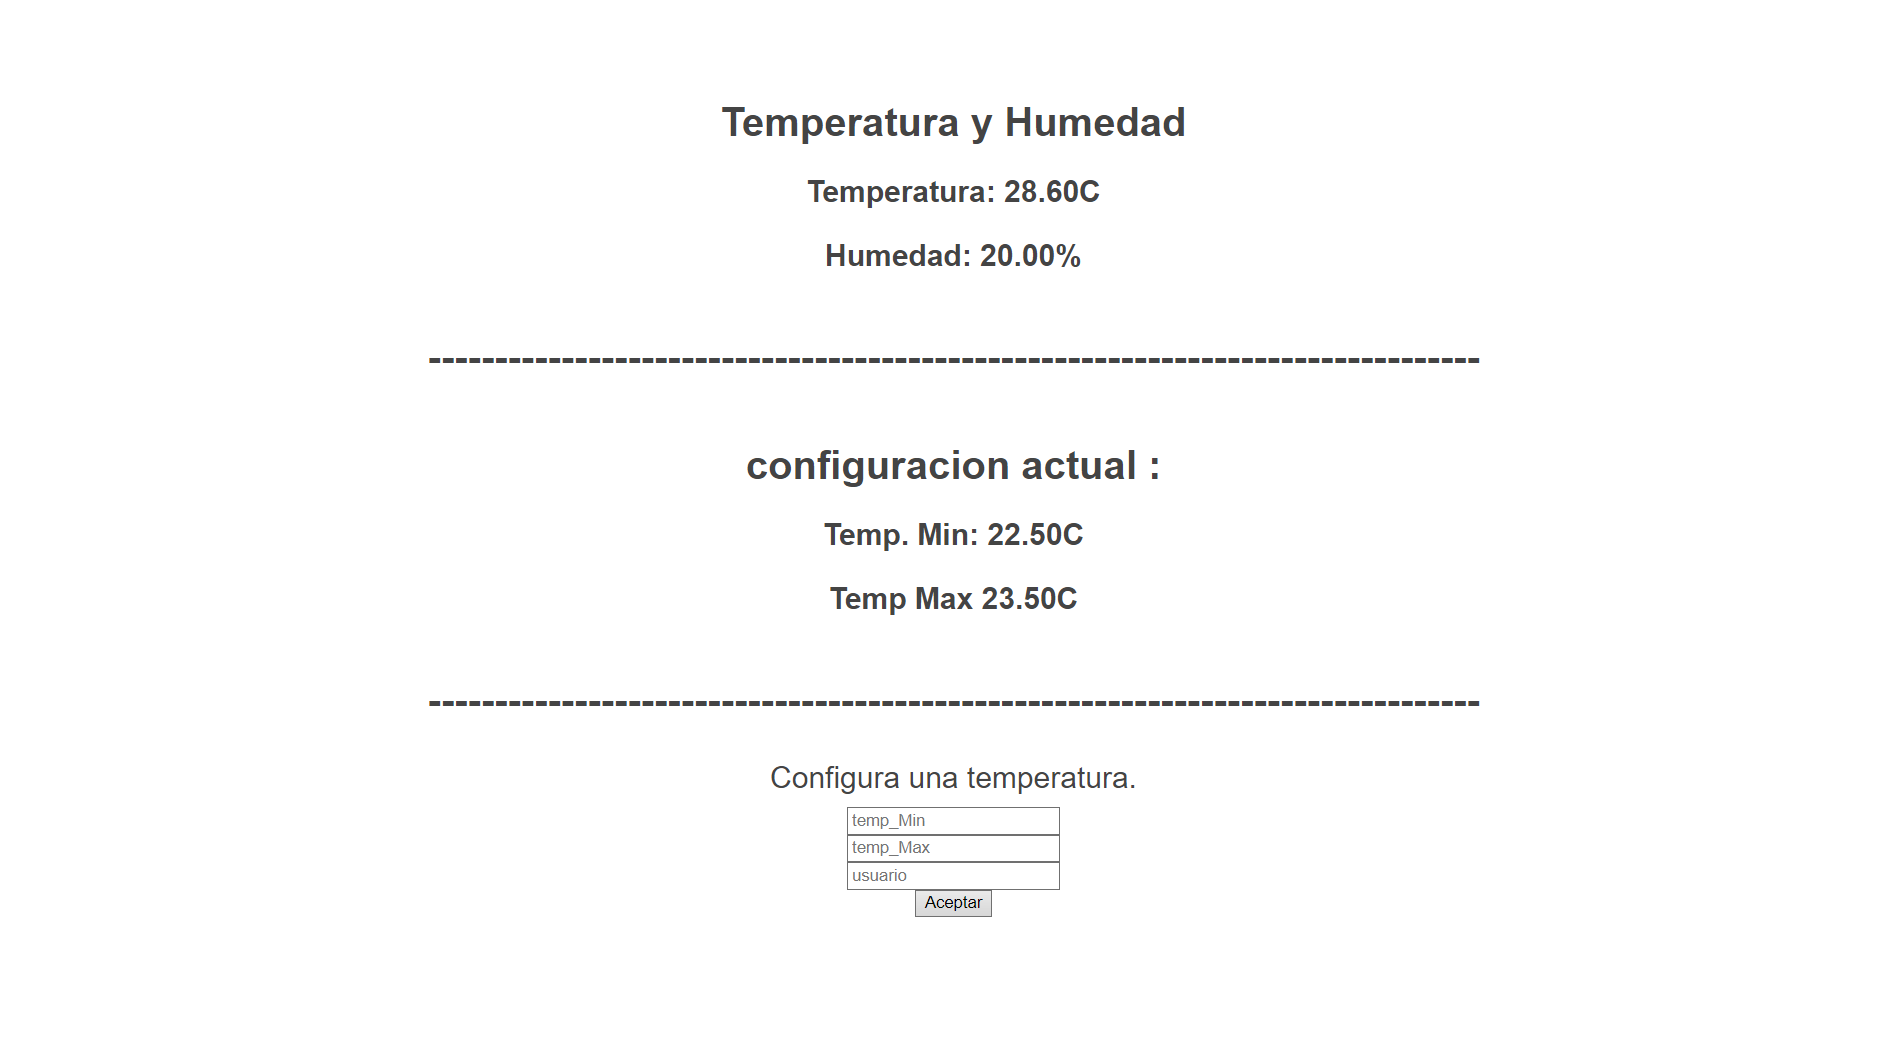 Temperatura y Humedad
Temperatura: 28.60C
Humedad: 20.00%
-------------------------------------------------------------------------------
configuracion actual :
Temp. Min: 22.50C
Temp Max 23.50C
-------------------------------------------------------------------------------
Configura una temperatura.
temp_Min
temp_Max
usuario
Aceptar